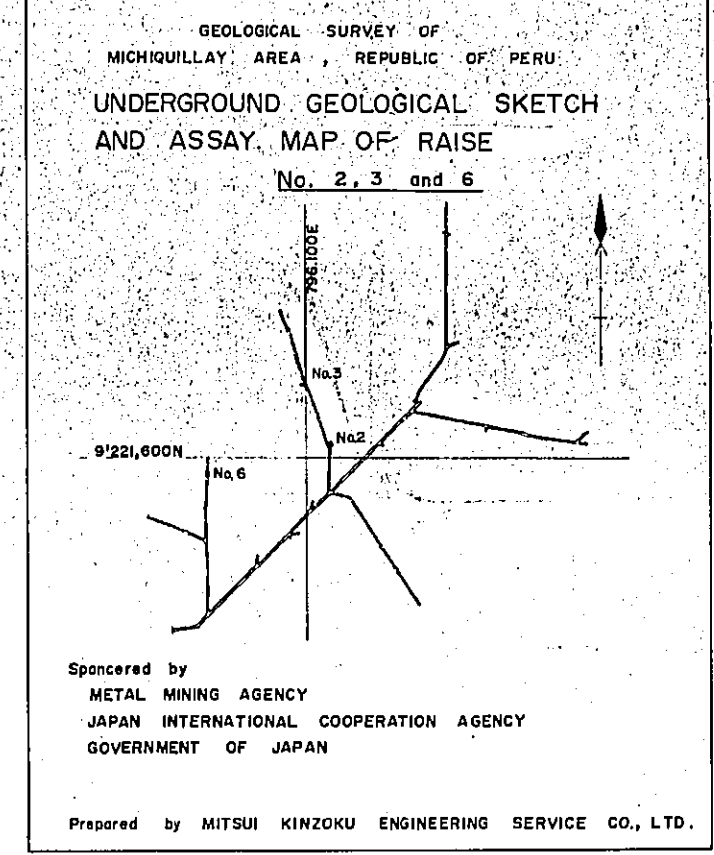 GEOLOGICAL SURVEY OF
MICHIQUILLAY AREA , REPUBLIC OF PERU
UNDERGROUND GEOLOGICAL SKETCH
AND ASSAY MAP OF RAISE
No. 2, 3 and 6
796.100E
No.3
No.2
9'221,600N
No.6
Spancered by
METAL MINING AGENCY
JAPAN INTERNATIONAL COOPERATION AGENCY
GOVERNMENT OF JAPAN
Prepared by MITSUI KINZOKU ENGINEERING SERVICE CO., LTD.